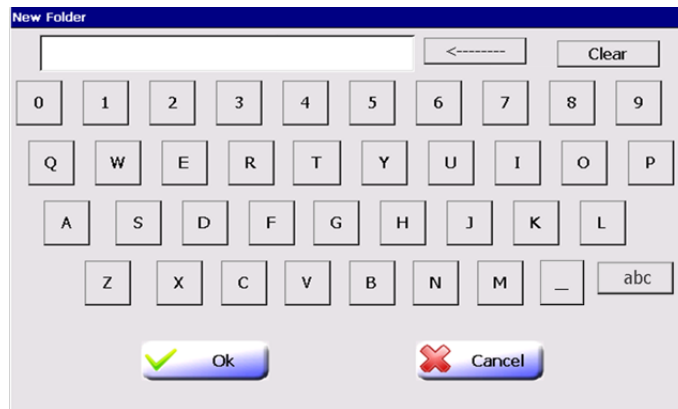 New Folder
<-------- Clear
0 1 2 3 4 5 6 7 8 9
Q W E R T Y U I O P
A S D F G H J K L
Z X C V B N M _ abc
Ok Cancel